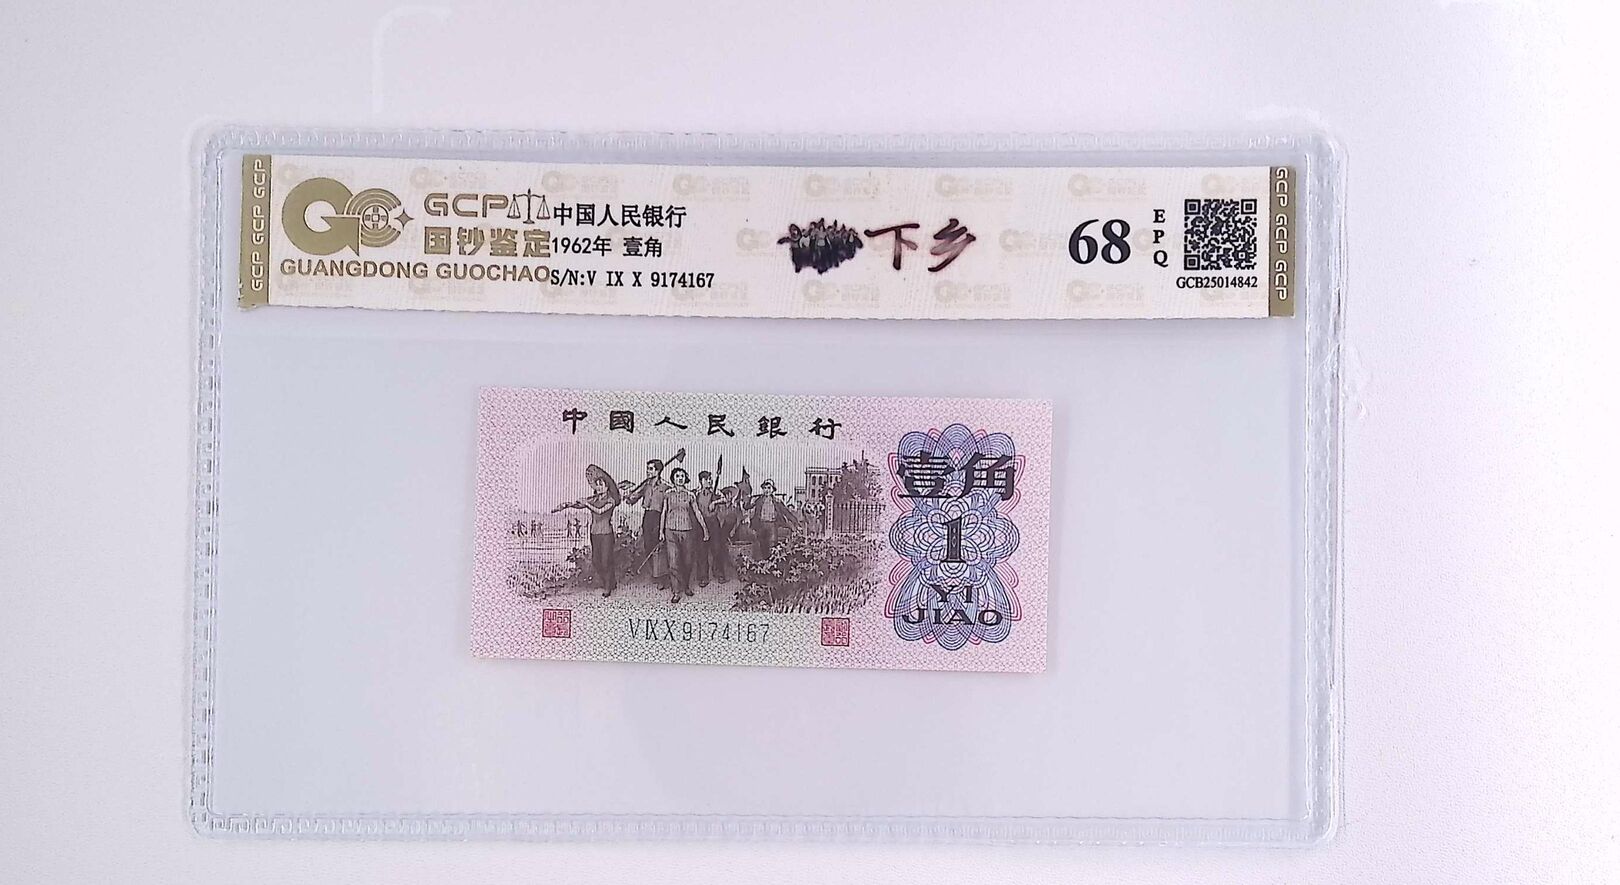 GCP GCP GCP
GCP
国钞鉴定
GUANGDONG GUOCHAO
中国人民银行
1962年 壹角
S/N:V IX X 9174167
下乡
68
EPQ
GCB25014842
GCP GCP GCP
中國人民銀行
壹角
1
YI
JIAO
VIXX9174167